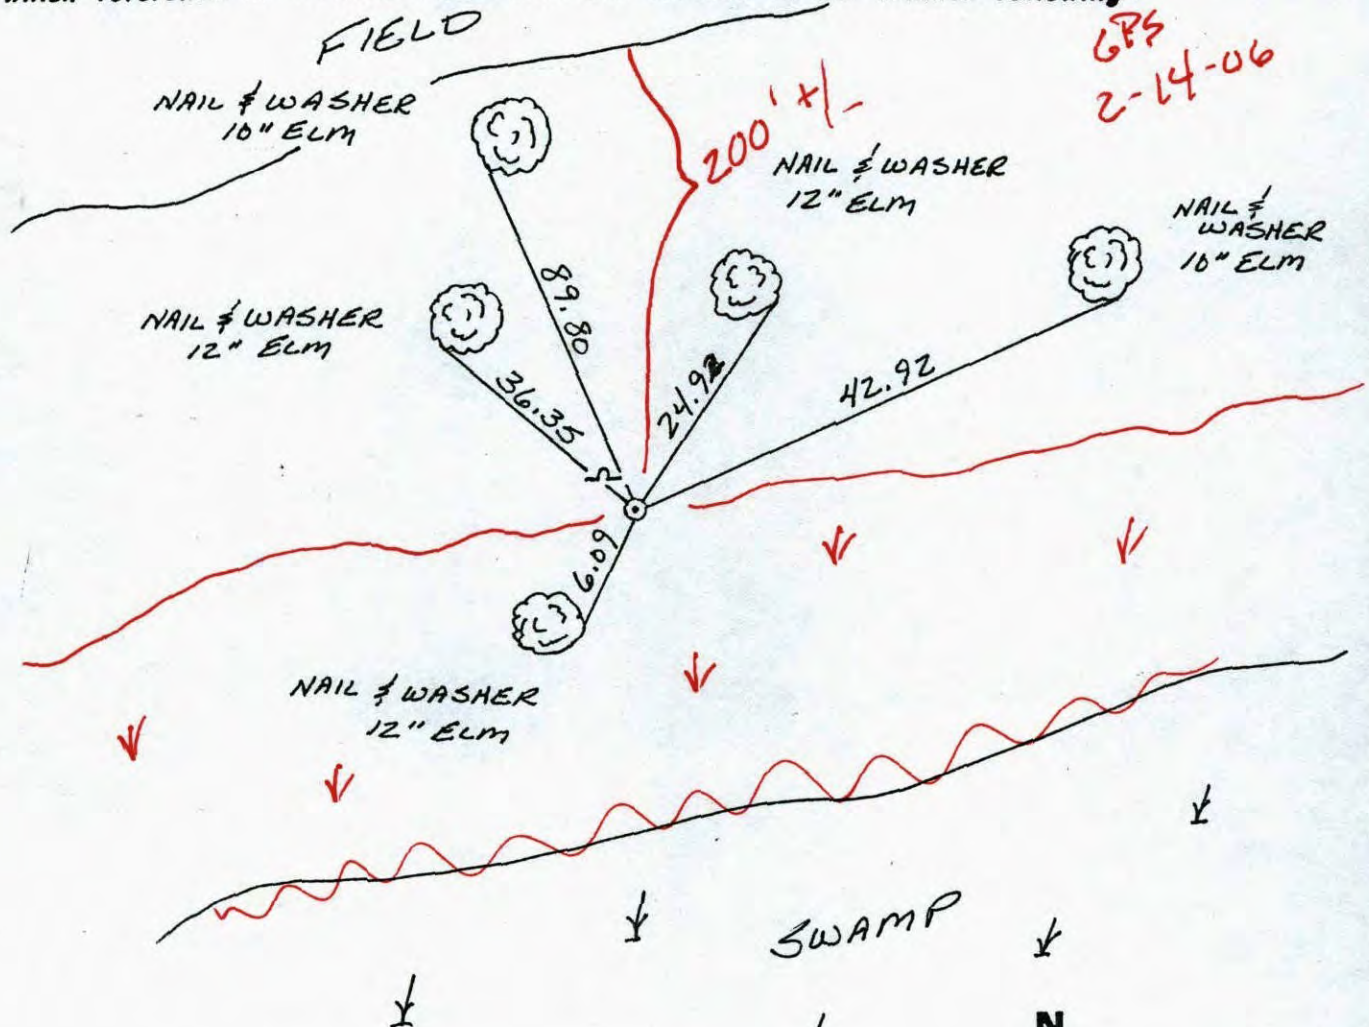 FIELD
GPS
2-14-06
NAIL & WASHER
10" ELM
200' +/-
NAIL & WASHER
12" ELM
NAIL &
WASHER
10" ELM
NAIL & WASHER
12" ELM
89.80
36.35
24.92
42.92
6.09
NAIL & WASHER
12" ELM
SWAMP
N